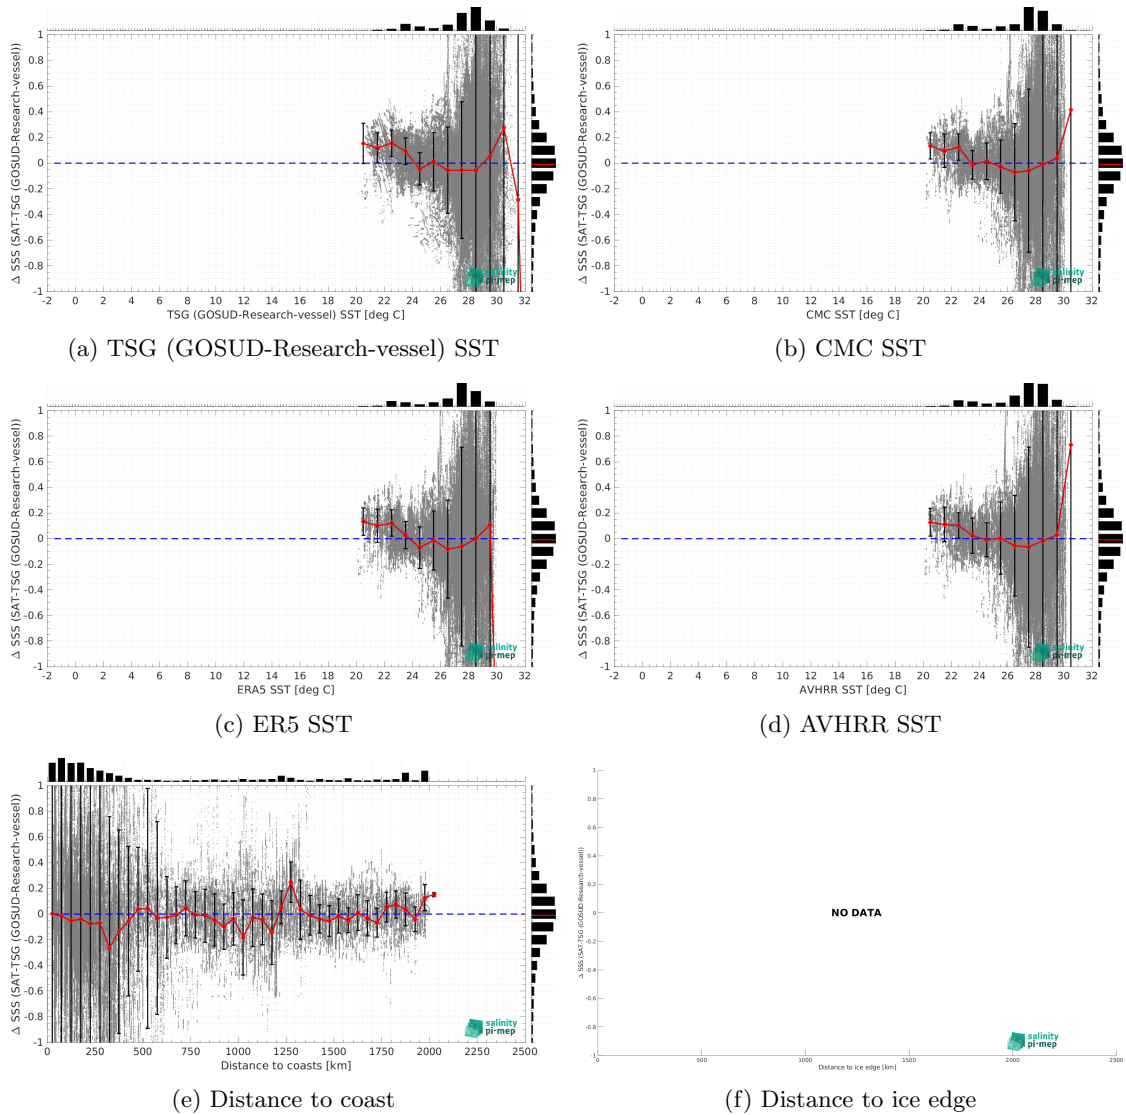 Δ SSS (SAT-TSG (GOSUD-Research-vessel))
1
0.8
0.6
0.4
0.2
0
-0.2
-0.4
-0.6
-0.8
-1
salinity
pi-mep
-2 0 2 4 6 8 10 12 14 16 18 20 22 24 26 28 30 32
TSG (GOSUD-Research-vessel) SST [deg C]
(a) TSG (GOSUD-Research-vessel) SST
Δ SSS (SAT-TSG (GOSUD-Research-vessel))
1
0.8
0.6
0.4
0.2
0
-0.2
-0.4
-0.6
-0.8
-1
salinity
pi-mep
-2 0 2 4 6 8 10 12 14 16 18 20 22 24 26 28 30 32
CMC SST [deg C]
(b) CMC SST
Δ SSS (SAT-TSG (GOSUD-Research-vessel))
1
0.8
0.6
0.4
0.2
0
-0.2
-0.4
-0.6
-0.8
-1
salinity
pi-mep
-2 0 2 4 6 8 10 12 14 16 18 20 22 24 26 28 30 32
ERA5 SST [deg C]
(c) ER5 SST
Δ SSS (SAT-TSG (GOSUD-Research-vessel))
1
0.8
0.6
0.4
0.2
0
-0.2
-0.4
-0.6
-0.8
-1
salinity
pi-mep
-2 0 2 4 6 8 10 12 14 16 18 20 22 24 26 28 30 32
AVHRR SST [deg C]
(d) AVHRR SST
Δ SSS (SAT-TSG (GOSUD-Research-vessel))
1
0.8
0.6
0.4
0.2
0
-0.2
-0.4
-0.6
-0.8
-1
salinity
pi-mep
0 250 500 750 1000 1250 1500 1750 2000 2250 2500
Distance to coasts [km]
(e) Distance to coast
Δ SSS (SAT-TSG (GOSUD-Research-vessel))
1
0.8
0.6
0.4
0.2
0
-0.2
-0.4
-0.6
-0.8
-1
NO DATA
salinity
pi-mep
0 500 1000 1500 2000 2500
Distance to ice edge [km]
(f) Distance to ice edge